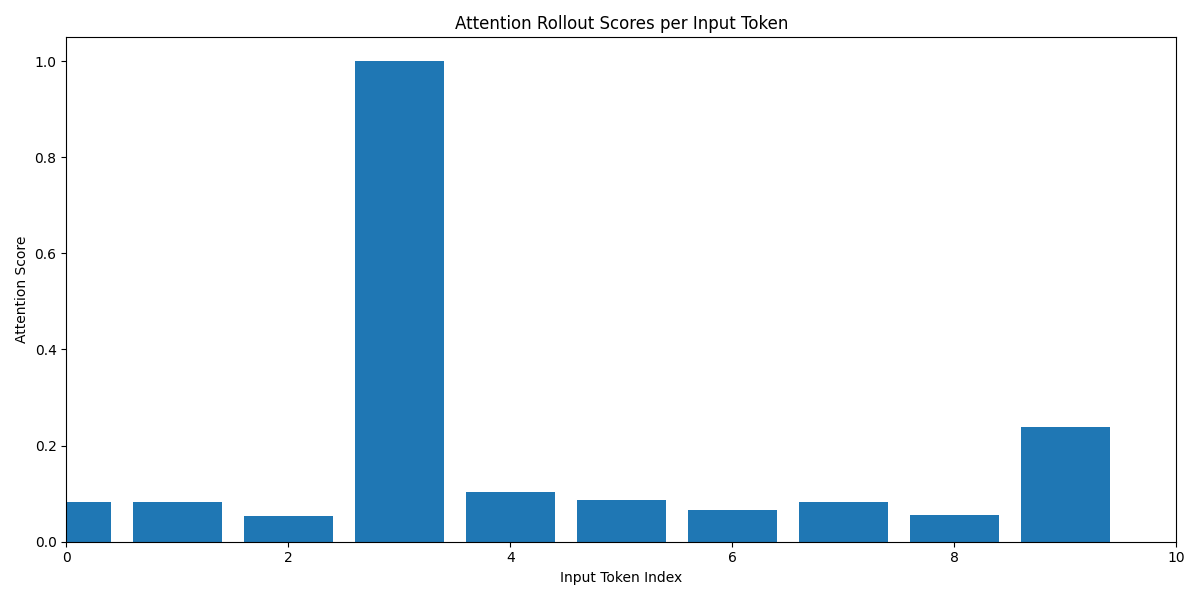 Attention Rollout Scores per Input Token
1.0
0.8
0.6
0.4
0.2
0.0
Attention Score
0 2 4 6 8 10
Input Token Index